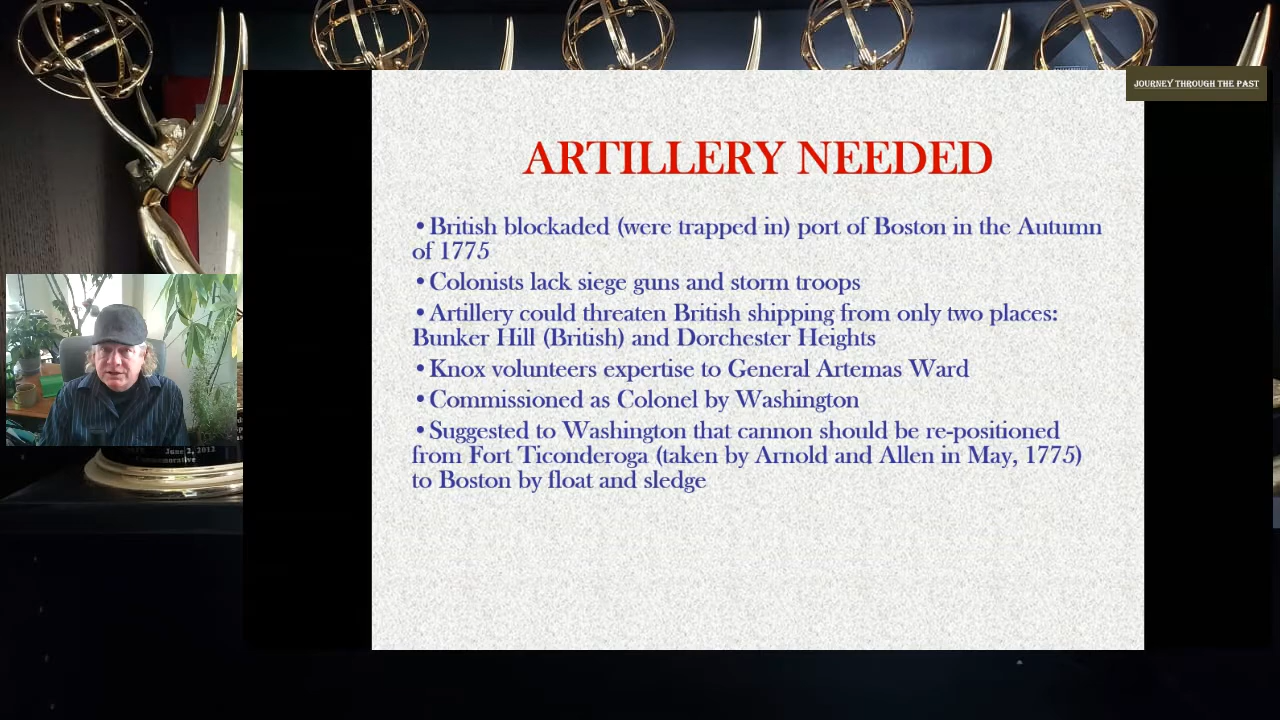 JOURNEY THROUGH THE PAST
ARTILLERY NEEDED
•British blockaded (were trapped in) port of Boston in the Autumn
of 1775
•Colonists lack siege guns and storm troops
•Artillery could threaten British shipping from only two places:
Bunker Hill (British) and Dorchester Heights
•Knox volunteers expertise to General Artemas Ward
•Commissioned as Colonel by Washington
•Suggested to Washington that cannon should be re-positioned
from Fort Ticonderoga (taken by Arnold and Allen in May, 1775)
to Boston by float and sledge
June 2, 2012
Commemorative